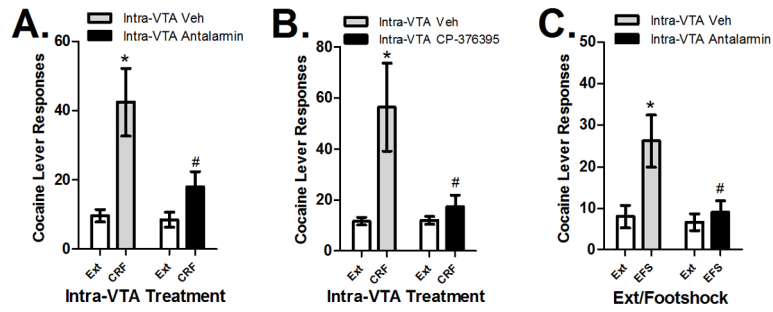 A.
Intra-VTA Veh
Intra-VTA Antalarmin
Cocaine Lever Responses
60
40
20
0
*
#
Ext
CRF
Ext
CRF
Intra-VTA Treatment
B.
Intra-VTA Veh
Intra-VTA CP-376395
Cocaine Lever Responses
80
60
40
20
0
*
#
Ext
CRF
Ext
CRF
Intra-VTA Treatment
C.
Intra-VTA Veh
Intra-VTA Antalarmin
Cocaine Lever Responses
50
40
30
20
10
0
*
#
Ext
EFS
Ext
EFS
Ext/Footshock